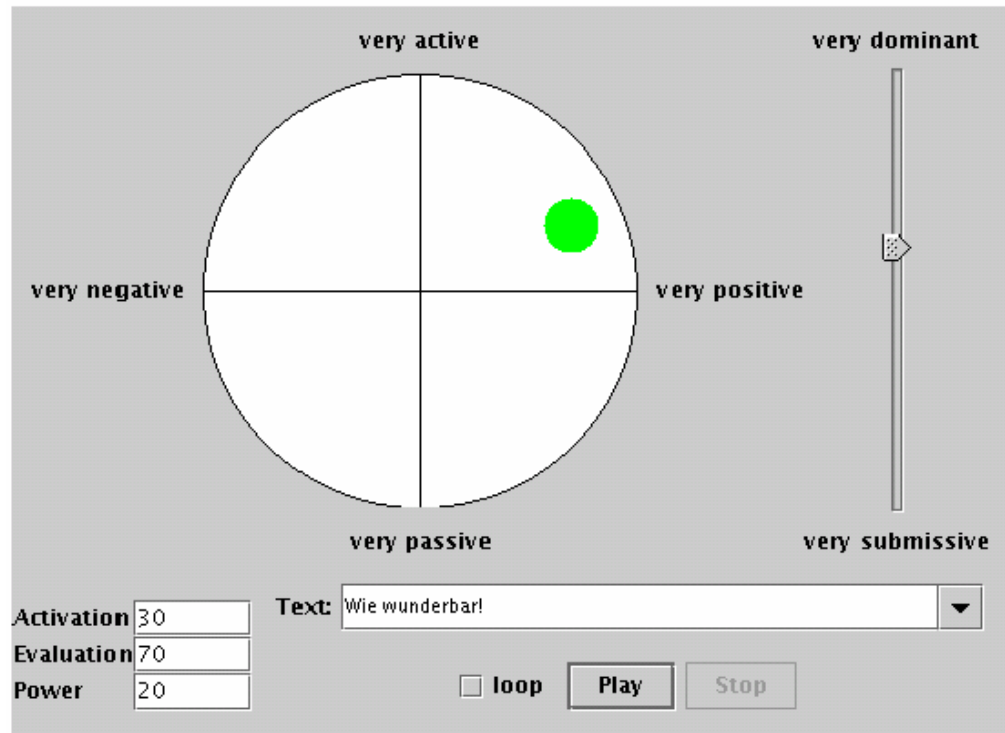 very active
very dominant
very negative
very positive
very passive
very submissive
Text: Wie wunderbar!
Activation 30
Evaluation 70
Power 20
loop Play Stop